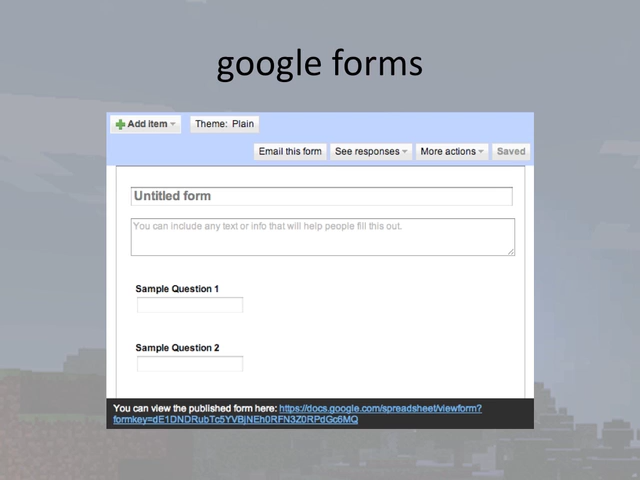 google forms
Add item
Theme: Plain
Email this form
See responses
More actions
Saved
Untitled form
You can include any text or info that will help people fill this out.
Sample Question 1
Sample Question 2
You can view the published form here: https://docs.google.com/spreadsheet/viewform?
formkey=dE1DNDRubTc5YVBjNEh0RFN3Z0RPdGc6MQ